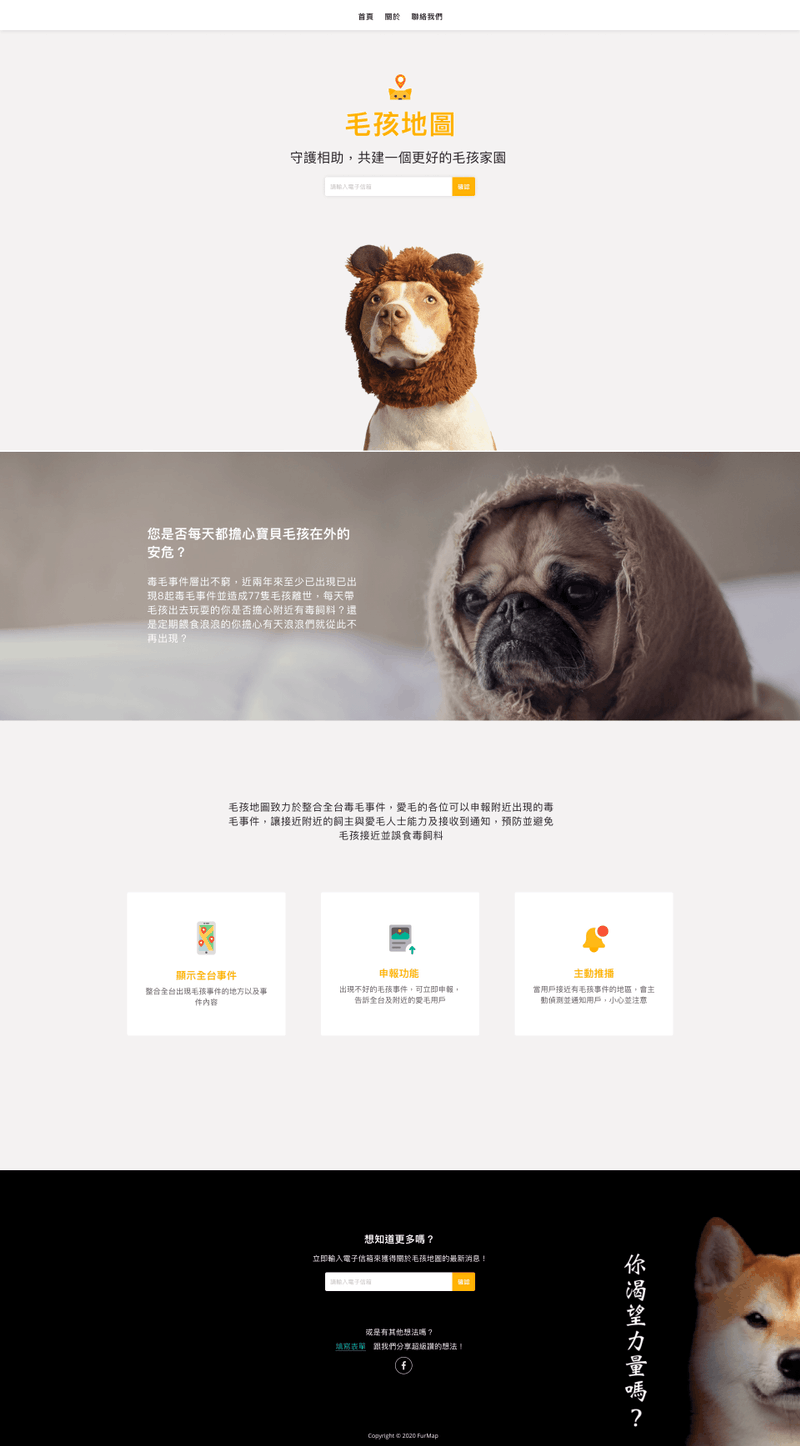 首頁 關於 聯絡我們
毛孩地圖
守護相助，共建一個更好的毛孩家園
請輸入電子信箱 確認
您是否每天都擔心寶貝毛孩在外的
安危？
毒毛事件層出不窮，近兩年來至少已出現已出
現8起毒毛事件並造成77隻毛孩離世，每天帶
毛孩出去玩耍的你是否擔心附近有毒飼料？還
是定期餵食浪浪的你擔心有天浪浪們就從此不
再出現？
毛孩地圖致力於整合全台毒毛事件，愛毛的各位可以申報附近出現的毒
毛事件，讓接近附近的飼主與愛毛人士能力及接收到通知，預防並避免
毛孩接近並誤食毒飼料
顯示全台事件
整合全台出現毛孩事件的地方以及事
件內容
申報功能
出現不好的毛孩事件，可立即申報，
告訴全台及附近的愛毛用戶
主動推播
當用戶接近有毛孩事件的地區，會主
動偵測並通知用戶，小心並注意
想知道更多嗎？
立即輸入電子信箱來獲得關於毛孩地圖的最新消息！
請輸入電子信箱 確認
或是有其他想法嗎？
填寫表單 跟我們分享超級讚的想法！
你渴望力量嗎？
Copyright © 2020 FurMap